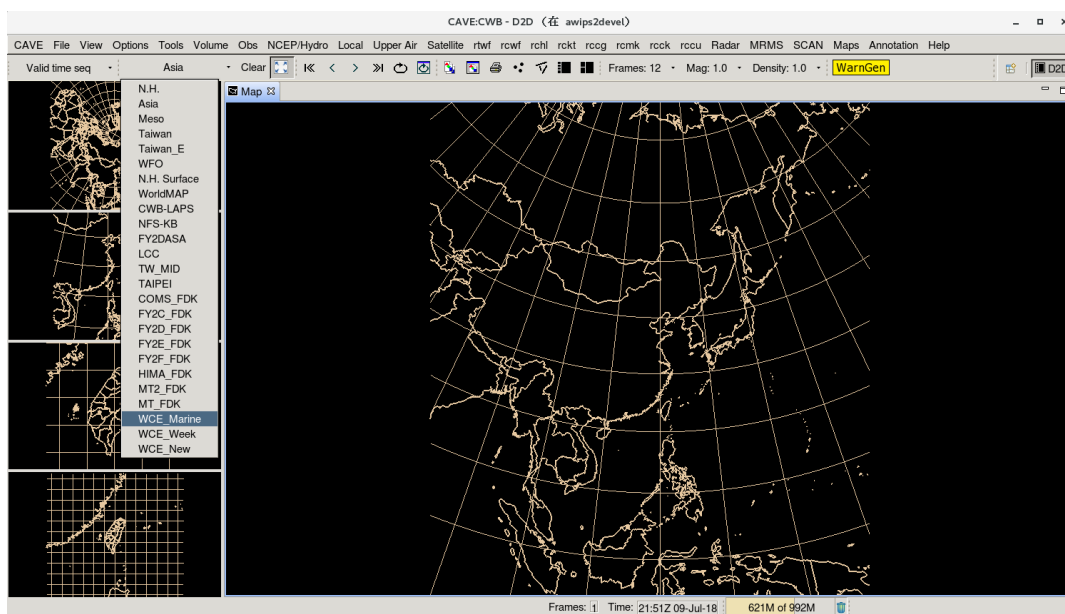 CAVE:CWB - D2D （在 awips2devel）
CAVE File View Options Tools Volume Obs NCEP/Hydro Local Upper Air Satellite rtwf rcwf rchl rckt rccg rcmk rcck rccu Radar MRMS SCAN Maps Annotation Help
Valid time seq Asia Clear Frames: 12 Mag: 1.0 Density: 1.0 WarnGen D2D
Map
N.H.
Asia
Meso
Taiwan
Taiwan_E
WFO
N.H. Surface
WorldMAP
CWB-LAPS
NFS-KB
FY2DASA
LCC
TW_MID
TAIPEI
COMS_FDK
FY2C_FDK
FY2D_FDK
FY2E_FDK
FY2F_FDK
HIMA_FDK
MT2_FDK
MT_FDK
WCE_Marine
WCE_Week
WCE_New
Frames: 1 Time: 21:51Z 09-Jul-18 621M of 992M